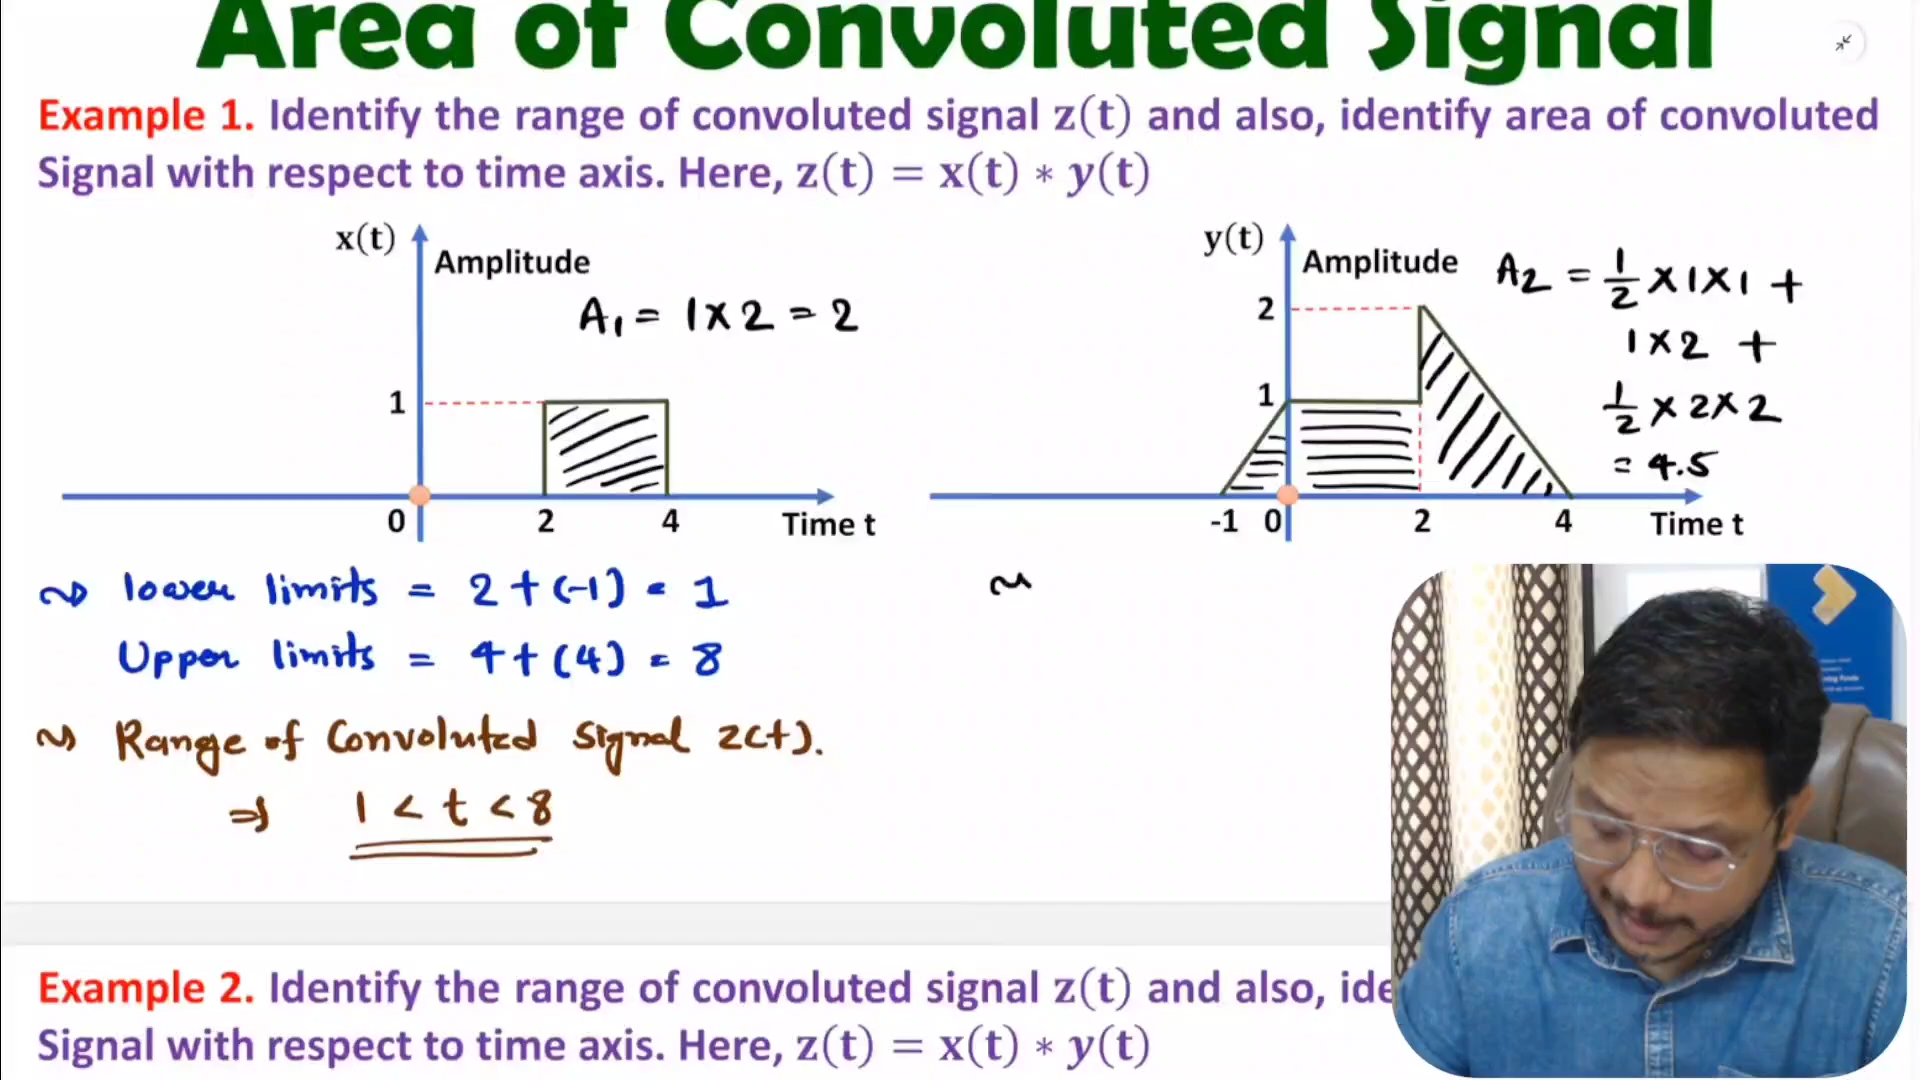 Area of Convoluted Signal
Example 1. Identify the range of convoluted signal z(t) and also, identify area of convoluted
Signal with respect to time axis. Here, z(t) = x(t) ∗ y(t)
x(t)
Amplitude
A₁ = 1 × 2 = 2
1
0 2 4 Time t
y(t)
Amplitude
A2 = 1/2 × 1 × 1 +
1 × 2 +
1/2 × 2 × 2
= 4.5
2
1
-1 0 2 4 Time t
lower limits = 2 + (-1) = 1
Upper limits = 4 + (4) = 8
Range of Convoluted Signal z(t).
⇒ 1 < t < 8
Example 2. Identify the range of convoluted signal z(t) and also, ide
Signal with respect to time axis. Here, z(t) = x(t) ∗ y(t)